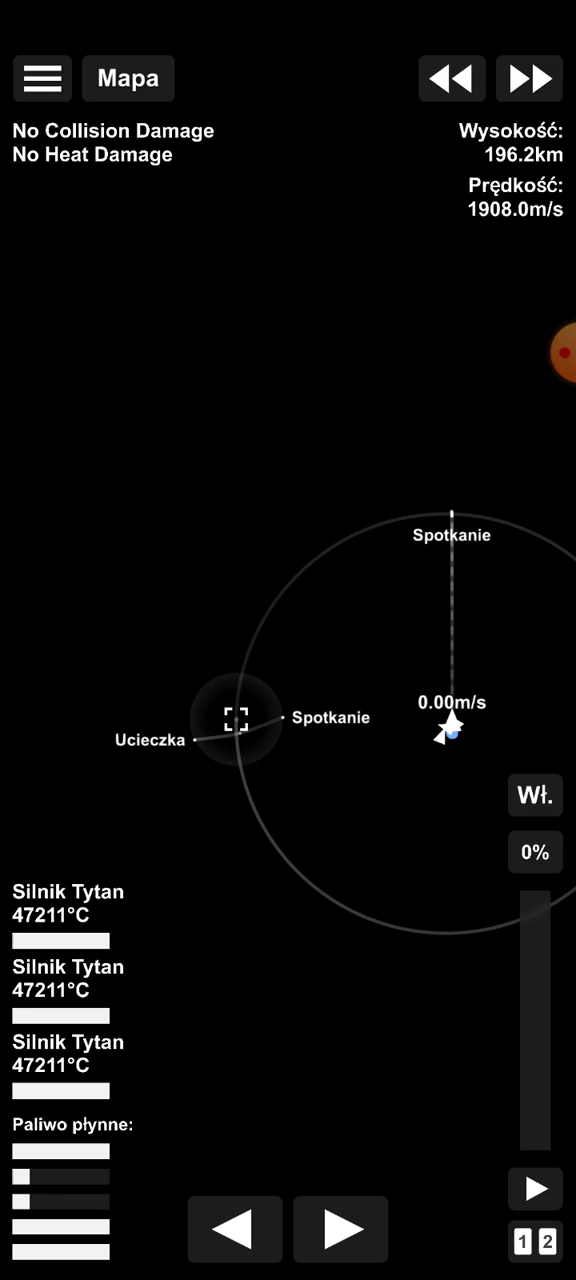 Mapa
No Collision Damage
No Heat Damage
Wysokość:
196.2km
Prędkość:
1908.0m/s
Spotkanie
0.00m/s
Spotkanie
Ucieczka
Wł.
0%
Silnik Tytan
47211°C
Silnik Tytan
47211°C
Silnik Tytan
47211°C
Paliwo płynne:
1 2